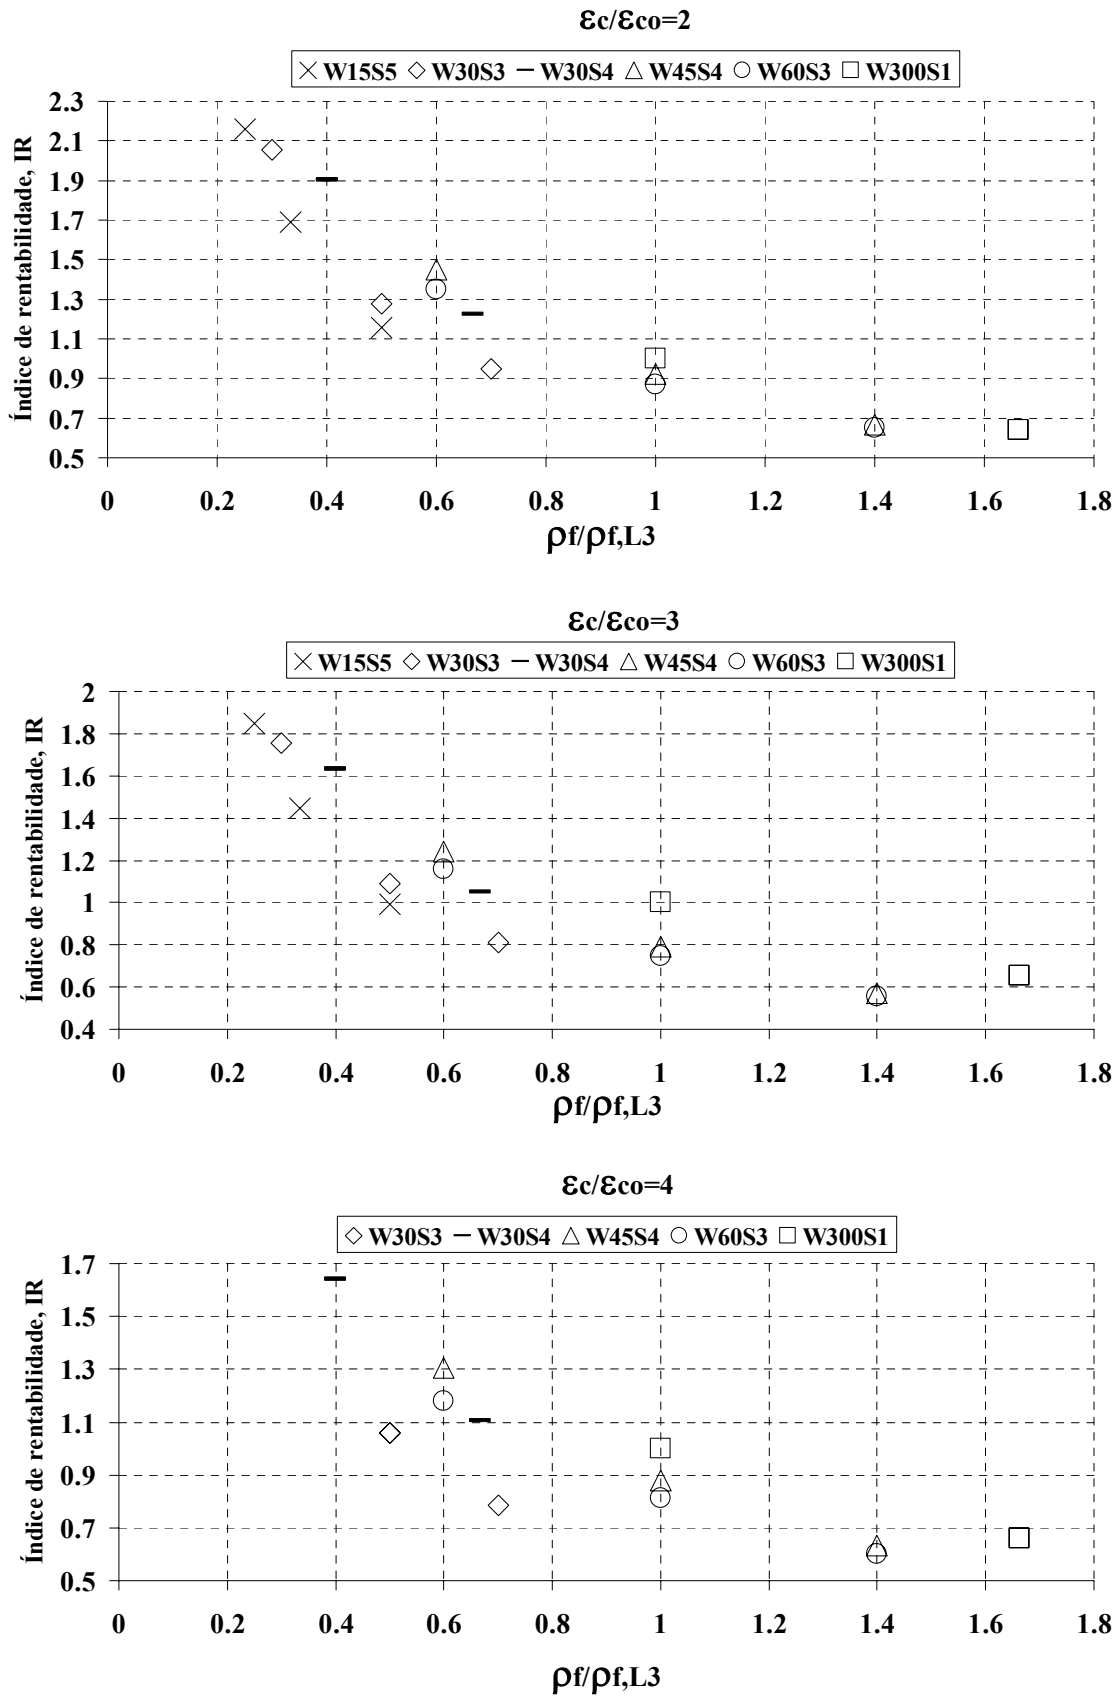 εc/εco=2
W15S5 W30S3 W30S4 W45S4 W60S3 W300S1
Índice de rentabilidade, IR
2.3
2.1
1.9
1.7
1.5
1.3
1.1
0.9
0.7
0.5
0 0.2 0.4 0.6 0.8 1 1.2 1.4 1.6 1.8
ρf/ρf,L3
εc/εco=3
W15S5 W30S3 W30S4 W45S4 W60S3 W300S1
Índice de rentabilidade, IR
2
1.8
1.6
1.4
1.2
1
0.8
0.6
0.4
0 0.2 0.4 0.6 0.8 1 1.2 1.4 1.6 1.8
ρf/ρf,L3
εc/εco=4
W30S3 W30S4 W45S4 W60S3 W300S1
Índice de rentabilidade, IR
1.7
1.5
1.3
1.1
0.9
0.7
0.5
0 0.2 0.4 0.6 0.8 1 1.2 1.4 1.6 1.8
ρf/ρf,L3